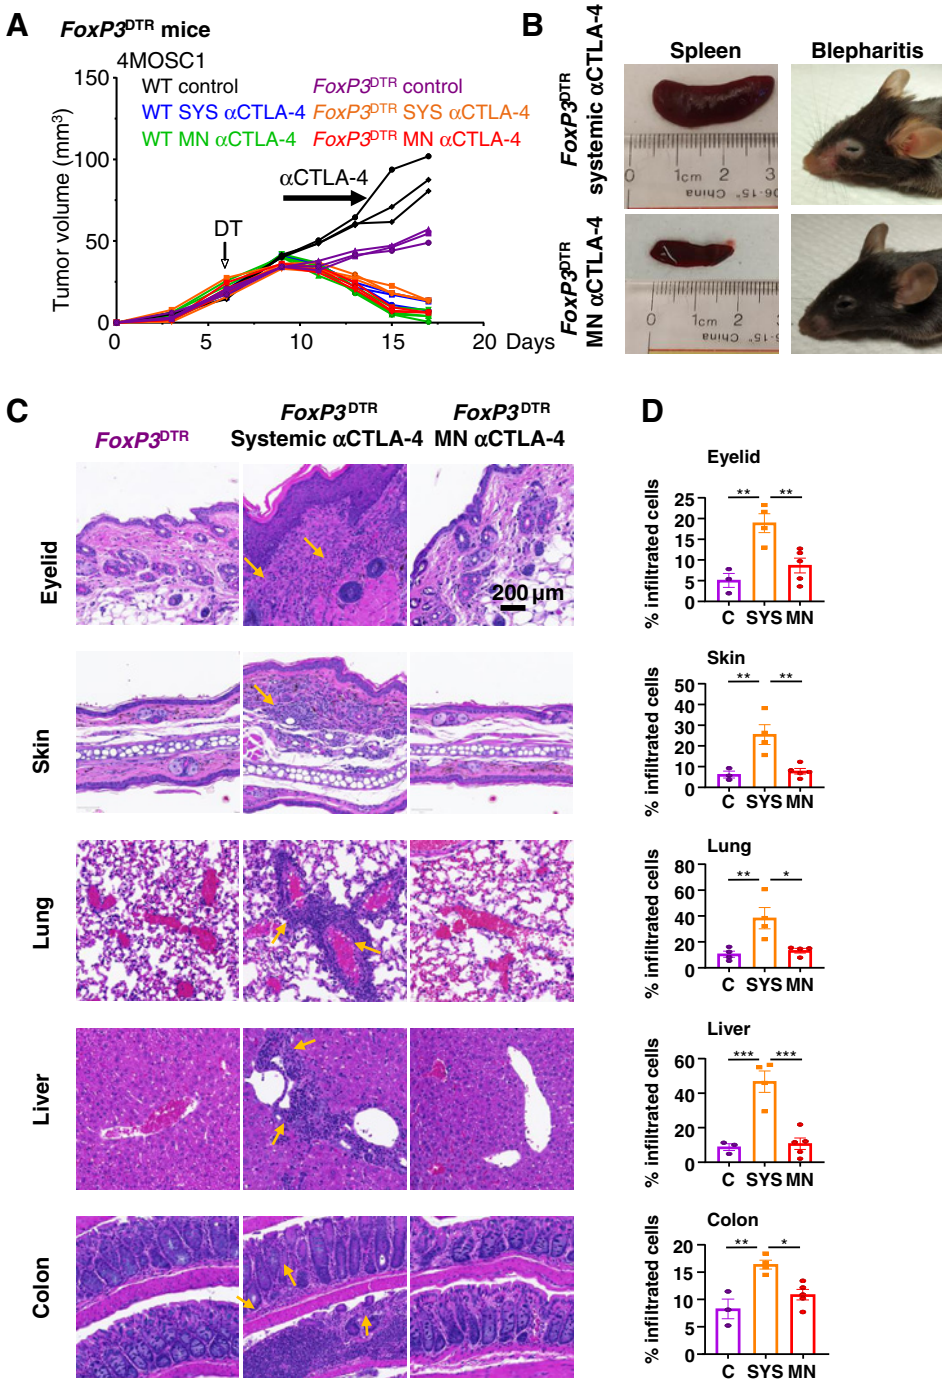 A
FoxP3DTR mice
4MOSC1
WT control
WT SYS αCTLA-4
WT MN αCTLA-4
FoxP3DTR control
FoxP3DTR SYS αCTLA-4
FoxP3DTR MN αCTLA-4
αCTLA-4
DT
Tumor volume (mm3)
150
100
50
0
0 5 10 15 20 Days
B
Spleen Blepharitis
FoxP3DTR
systemic αCTLA-4
0 1cm 2 3
06·15" China
FoxP3DTR
MN αCTLA-4
0 1cm 2
6·15" China
C
FoxP3DTR
FoxP3DTR
Systemic αCTLA-4
FoxP3DTR
MN αCTLA-4
Eyelid
200 μm
Skin
Lung
Liver
Colon
D
Eyelid
% infiltrated cells
25
20
15
10
5
0
** **
C SYS MN
Skin
% infiltrated cells
50
40
30
20
10
0
** **
C SYS MN
Lung
% infiltrated cells
80
60
40
20
0
** *
C SYS MN
Liver
% infiltrated cells
60
40
20
0
*** ***
C SYS MN
Colon
% infiltrated cells
20
15
10
5
0
** *
C SYS MN